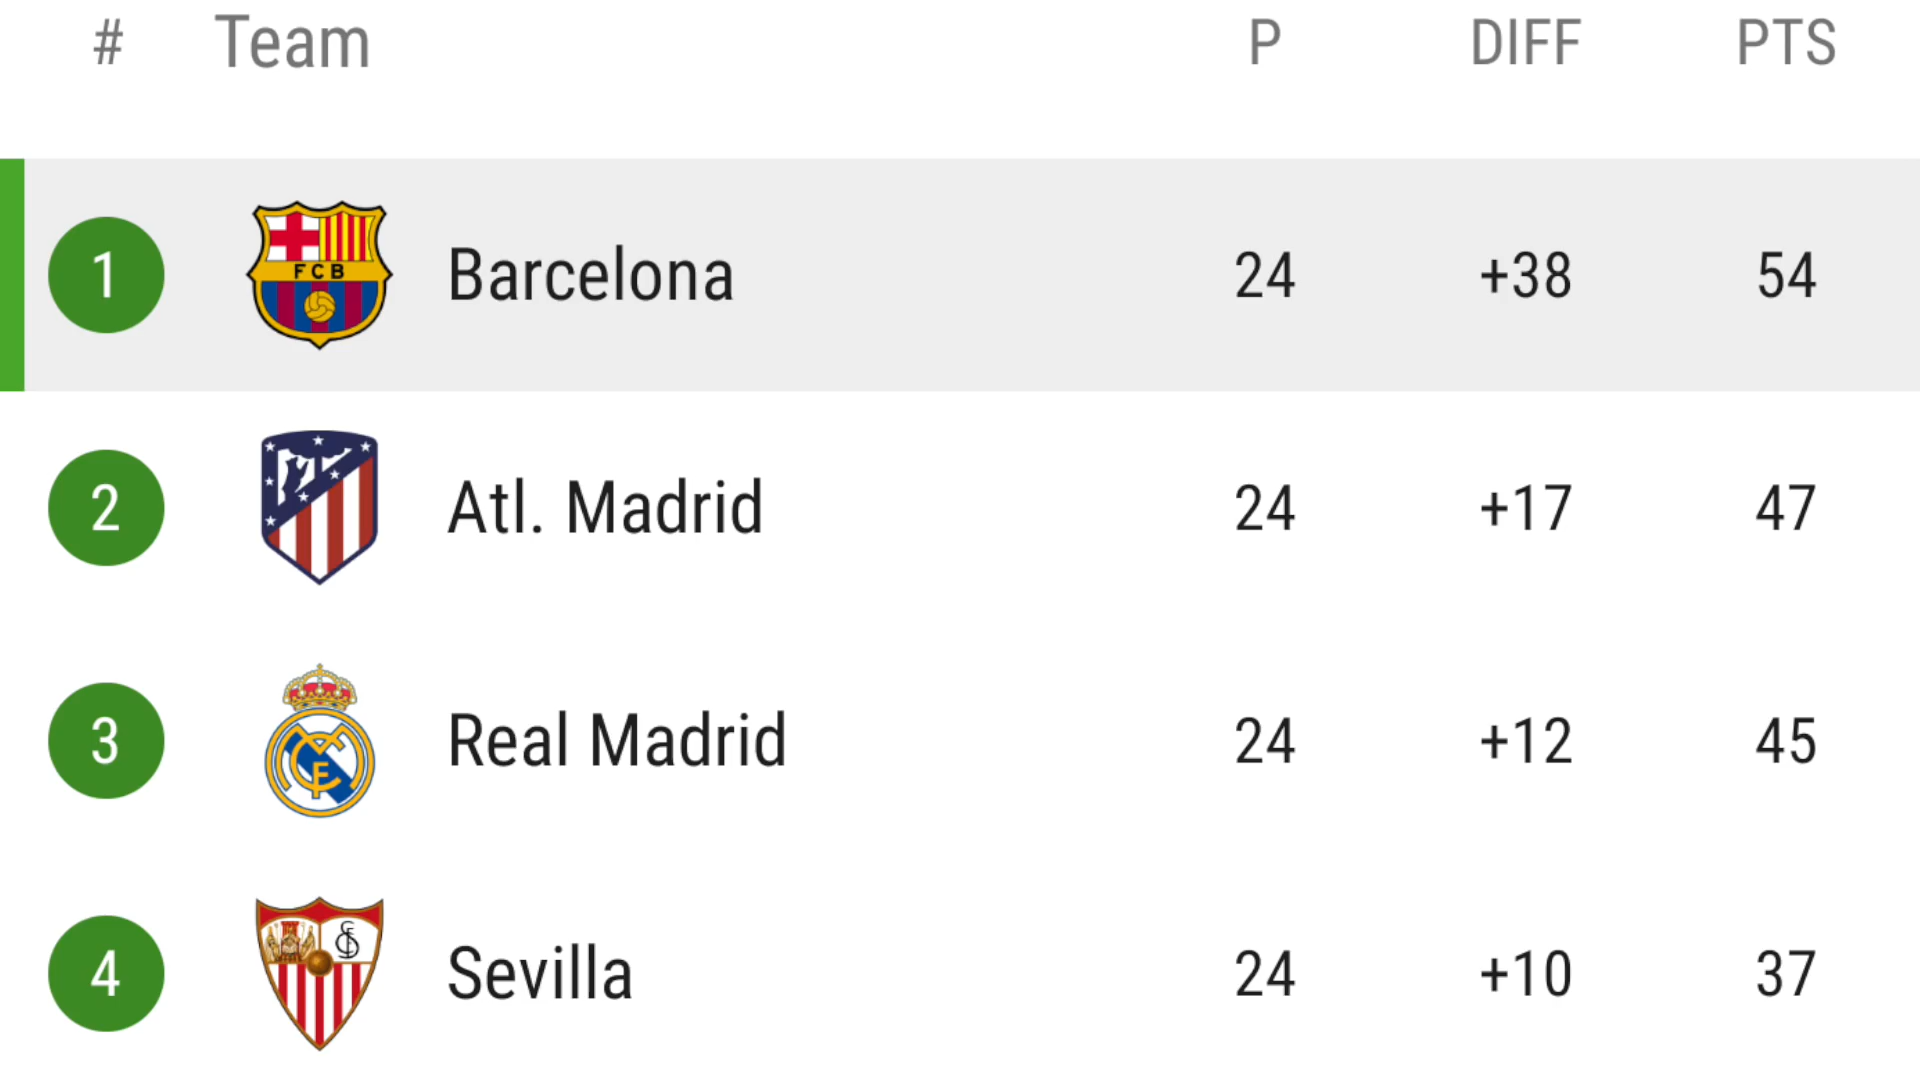 # Team P DIFF PTS
1 FCB Barcelona 24 +38 54
2 Atl. Madrid 24 +17 47
3 Real Madrid 24 +12 45
4 Sevilla 24 +10 37